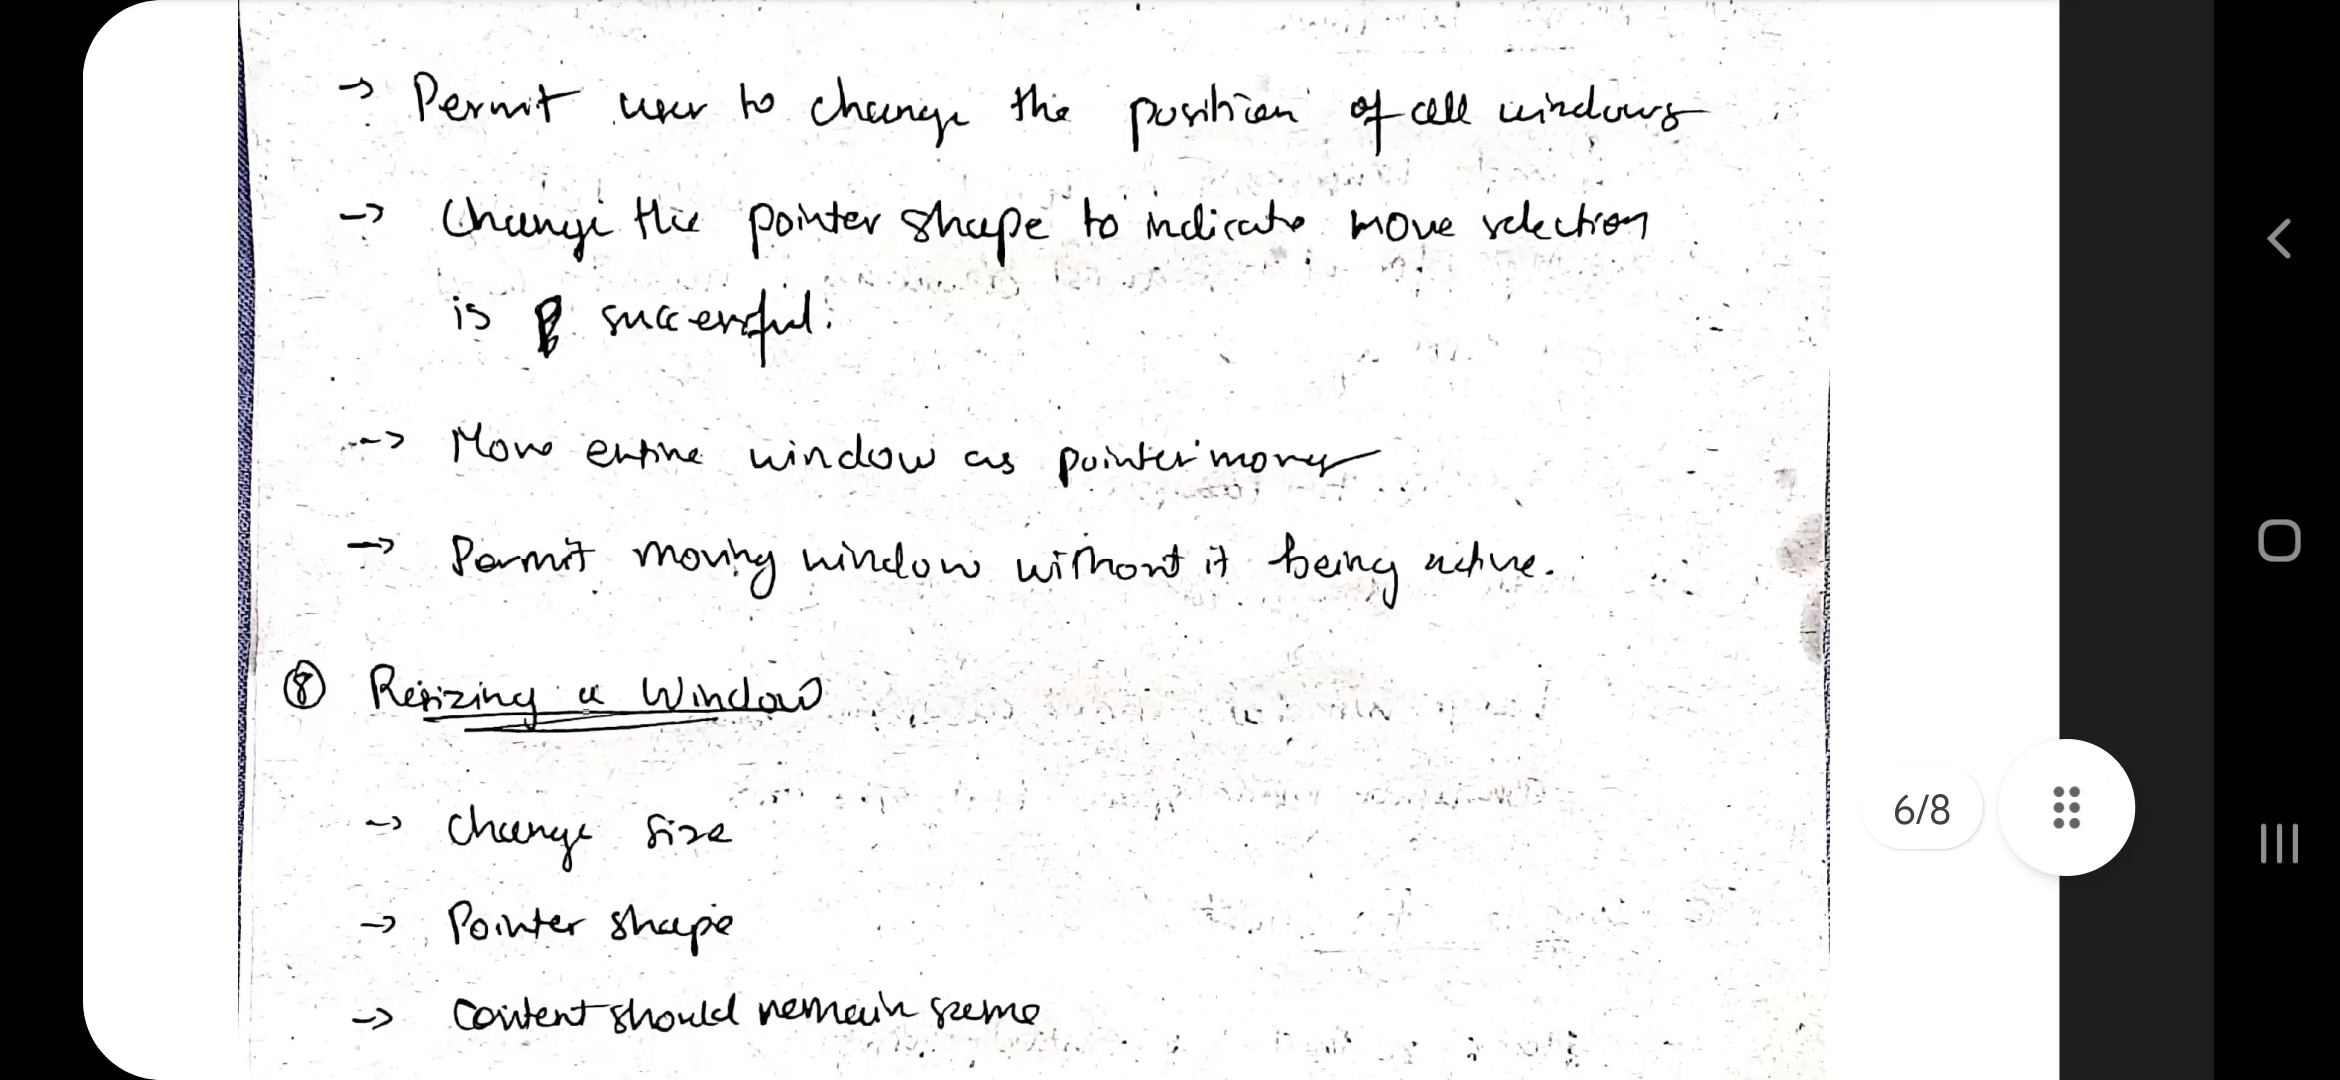 → Permit user to change the position of all windows
→ Change the pointer shape to indicate move selection
is successful.
→ Move entire window as pointer moves
→ Permit moving window without it being active.
⑧ Resizing a Window
→ Change size
→ Pointer shape
→ Content should remain same
6/8